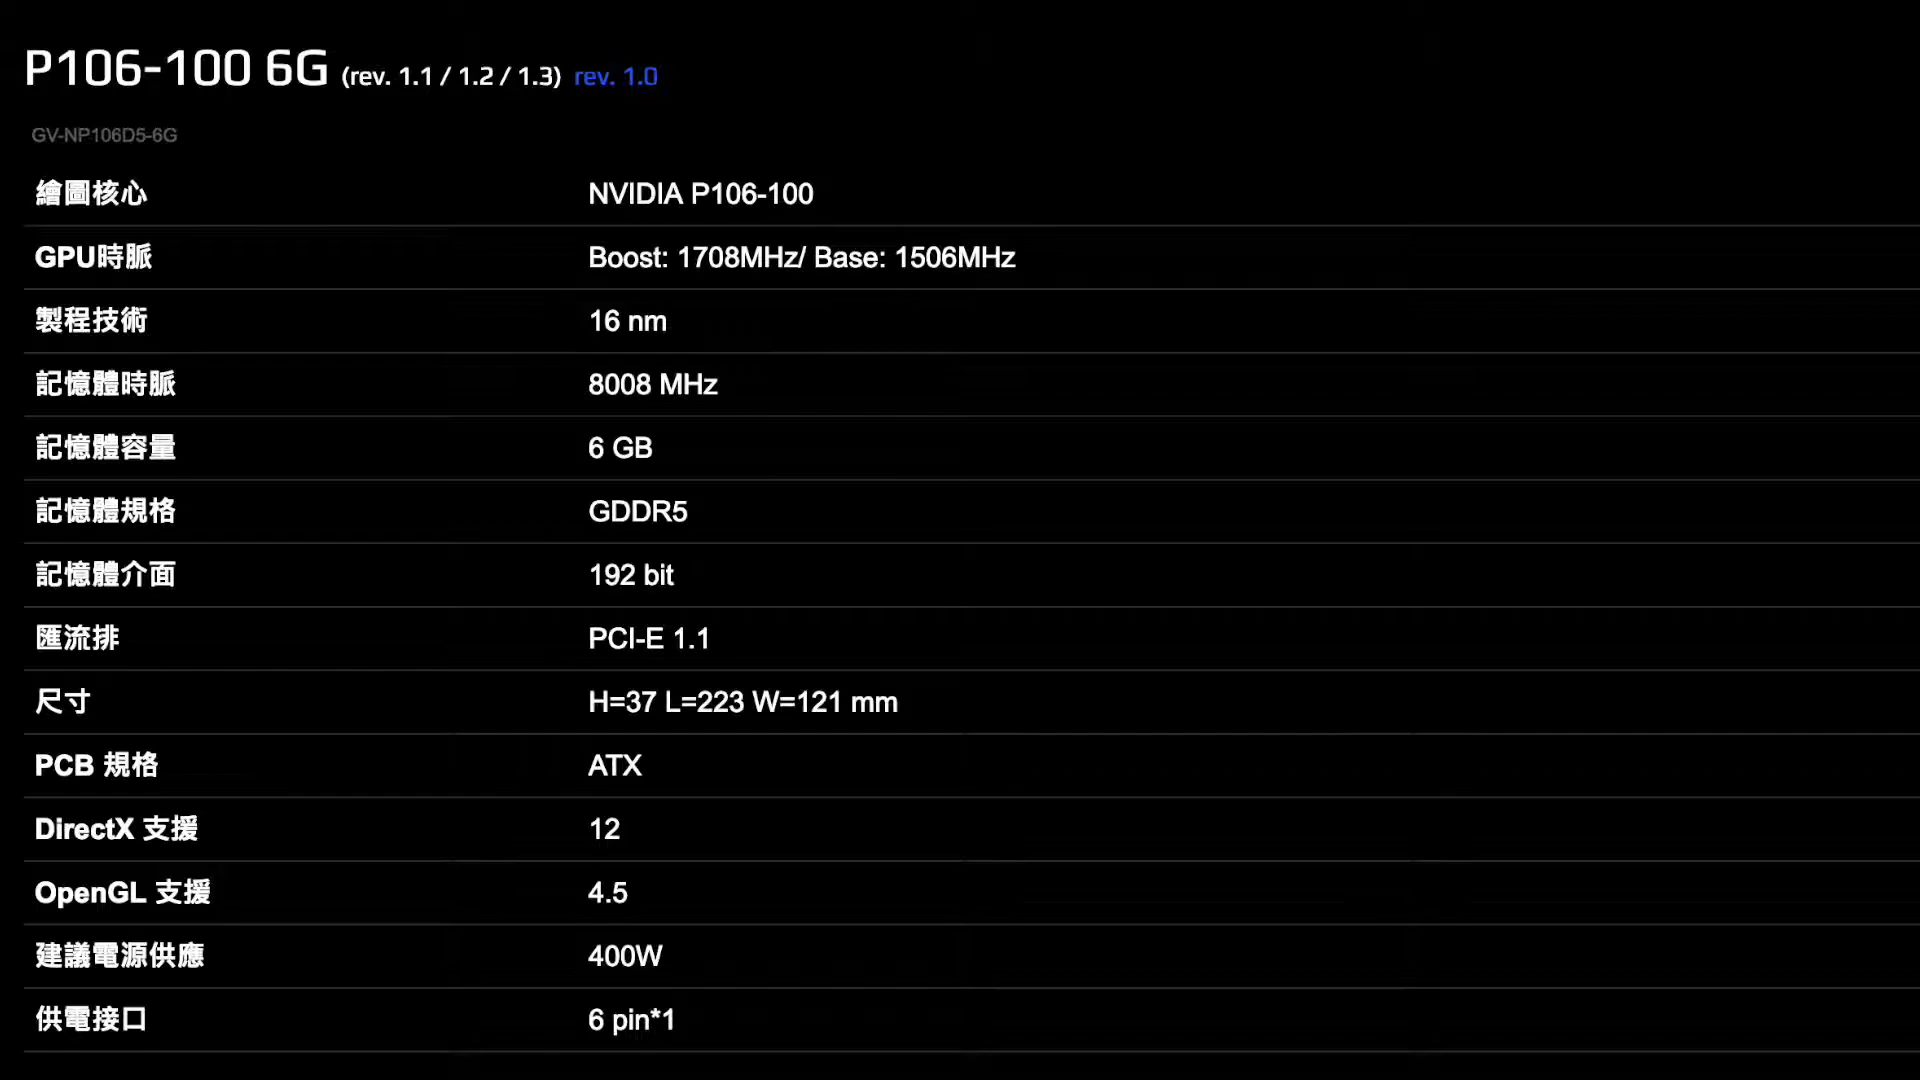 P106-100 6G (rev. 1.1 / 1.2 / 1.3) rev. 1.0
GV-NP106D5-6G
繪圖核心 NVIDIA P106-100
GPU時脈 Boost: 1708MHz/ Base: 1506MHz
製程技術 16 nm
記憶體時脈 8008 MHz
記憶體容量 6 GB
記憶體規格 GDDR5
記憶體介面 192 bit
匯流排 PCI-E 1.1
尺寸 H=37 L=223 W=121 mm
PCB 規格 ATX
DirectX 支援 12
OpenGL 支援 4.5
建議電源供應 400W
供電接口 6 pin*1